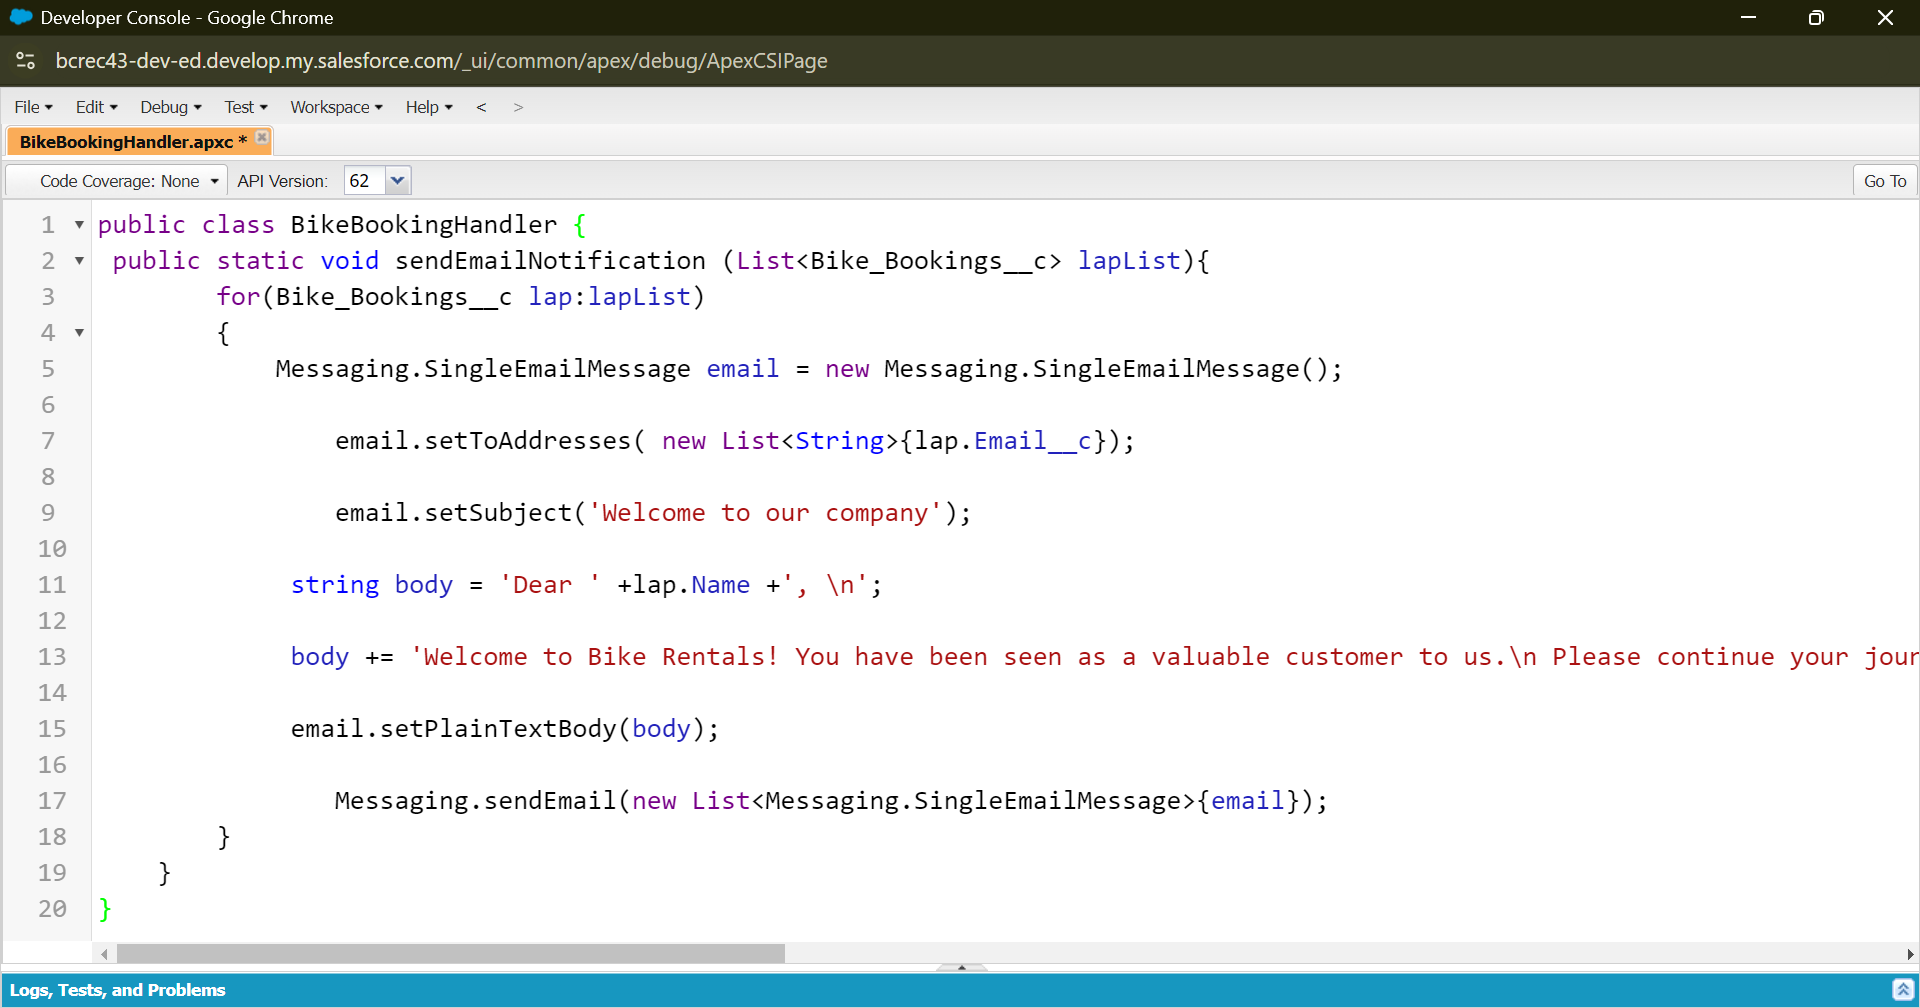 Developer Console - Google Chrome
bcrec43-dev-ed.develop.my.salesforce.com/_ui/common/apex/debug/ApexCSIPage
File Edit Debug Test Workspace Help < >
BikeBookingHandler.apxc *
Code Coverage: None API Version: 62 Go To
1 public class BikeBookingHandler {
2 public static void sendEmailNotification (List<Bike_Bookings__c> lapList){
3 for(Bike_Bookings__c lap:lapList)
4 {
5 Messaging.SingleEmailMessage email = new Messaging.SingleEmailMessage();
6
7 email.setToAddresses( new List<String>{lap.Email__c});
8
9 email.setSubject('Welcome to our company');
10
11 string body = 'Dear ' +lap.Name +', \n';
12
13 body += 'Welcome to Bike Rentals! You have been seen as a valuable customer to us.\n Please continue your jour
14
15 email.setPlainTextBody(body);
16
17 Messaging.sendEmail(new List<Messaging.SingleEmailMessage>{email});
18 }
19 }
20 }
Logs, Tests, and Problems